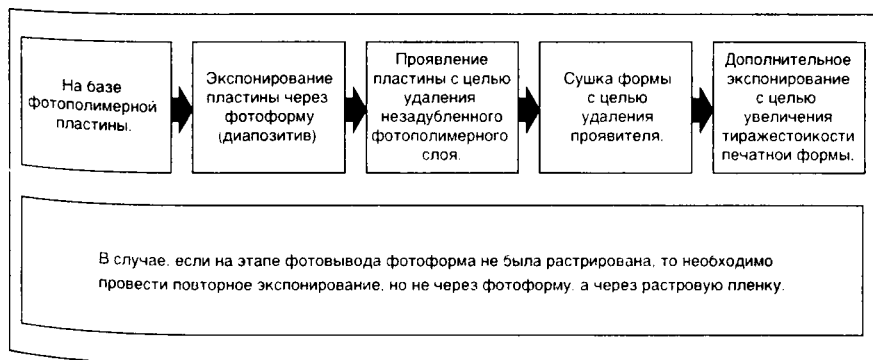 На базе
фотополимерной
пластины.
Экспонирование
пластины через
фотоформу
(диапозитив)
Проявление
пластины с целью
удаления
незадубленного
фотополимерного
слоя.
Сушка формы
с целью
удаления
проявителя.
Дополнительное
экспонирование
с целью
увеличения
тиражестоикости
печатнои формы.
В случае, если на этапе фотовывода фотоформа не была растрирована, то необходимо
провести повторное экспонирование, но не через фотоформу, а через растровую пленку.